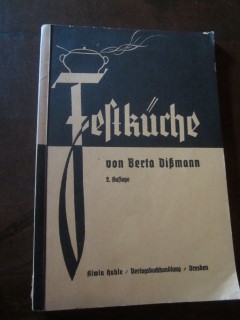 Festküche
von Berta Dißmann
2. Auflage
Alwin Huhle / Verlagsbuchhandlung / Dresden